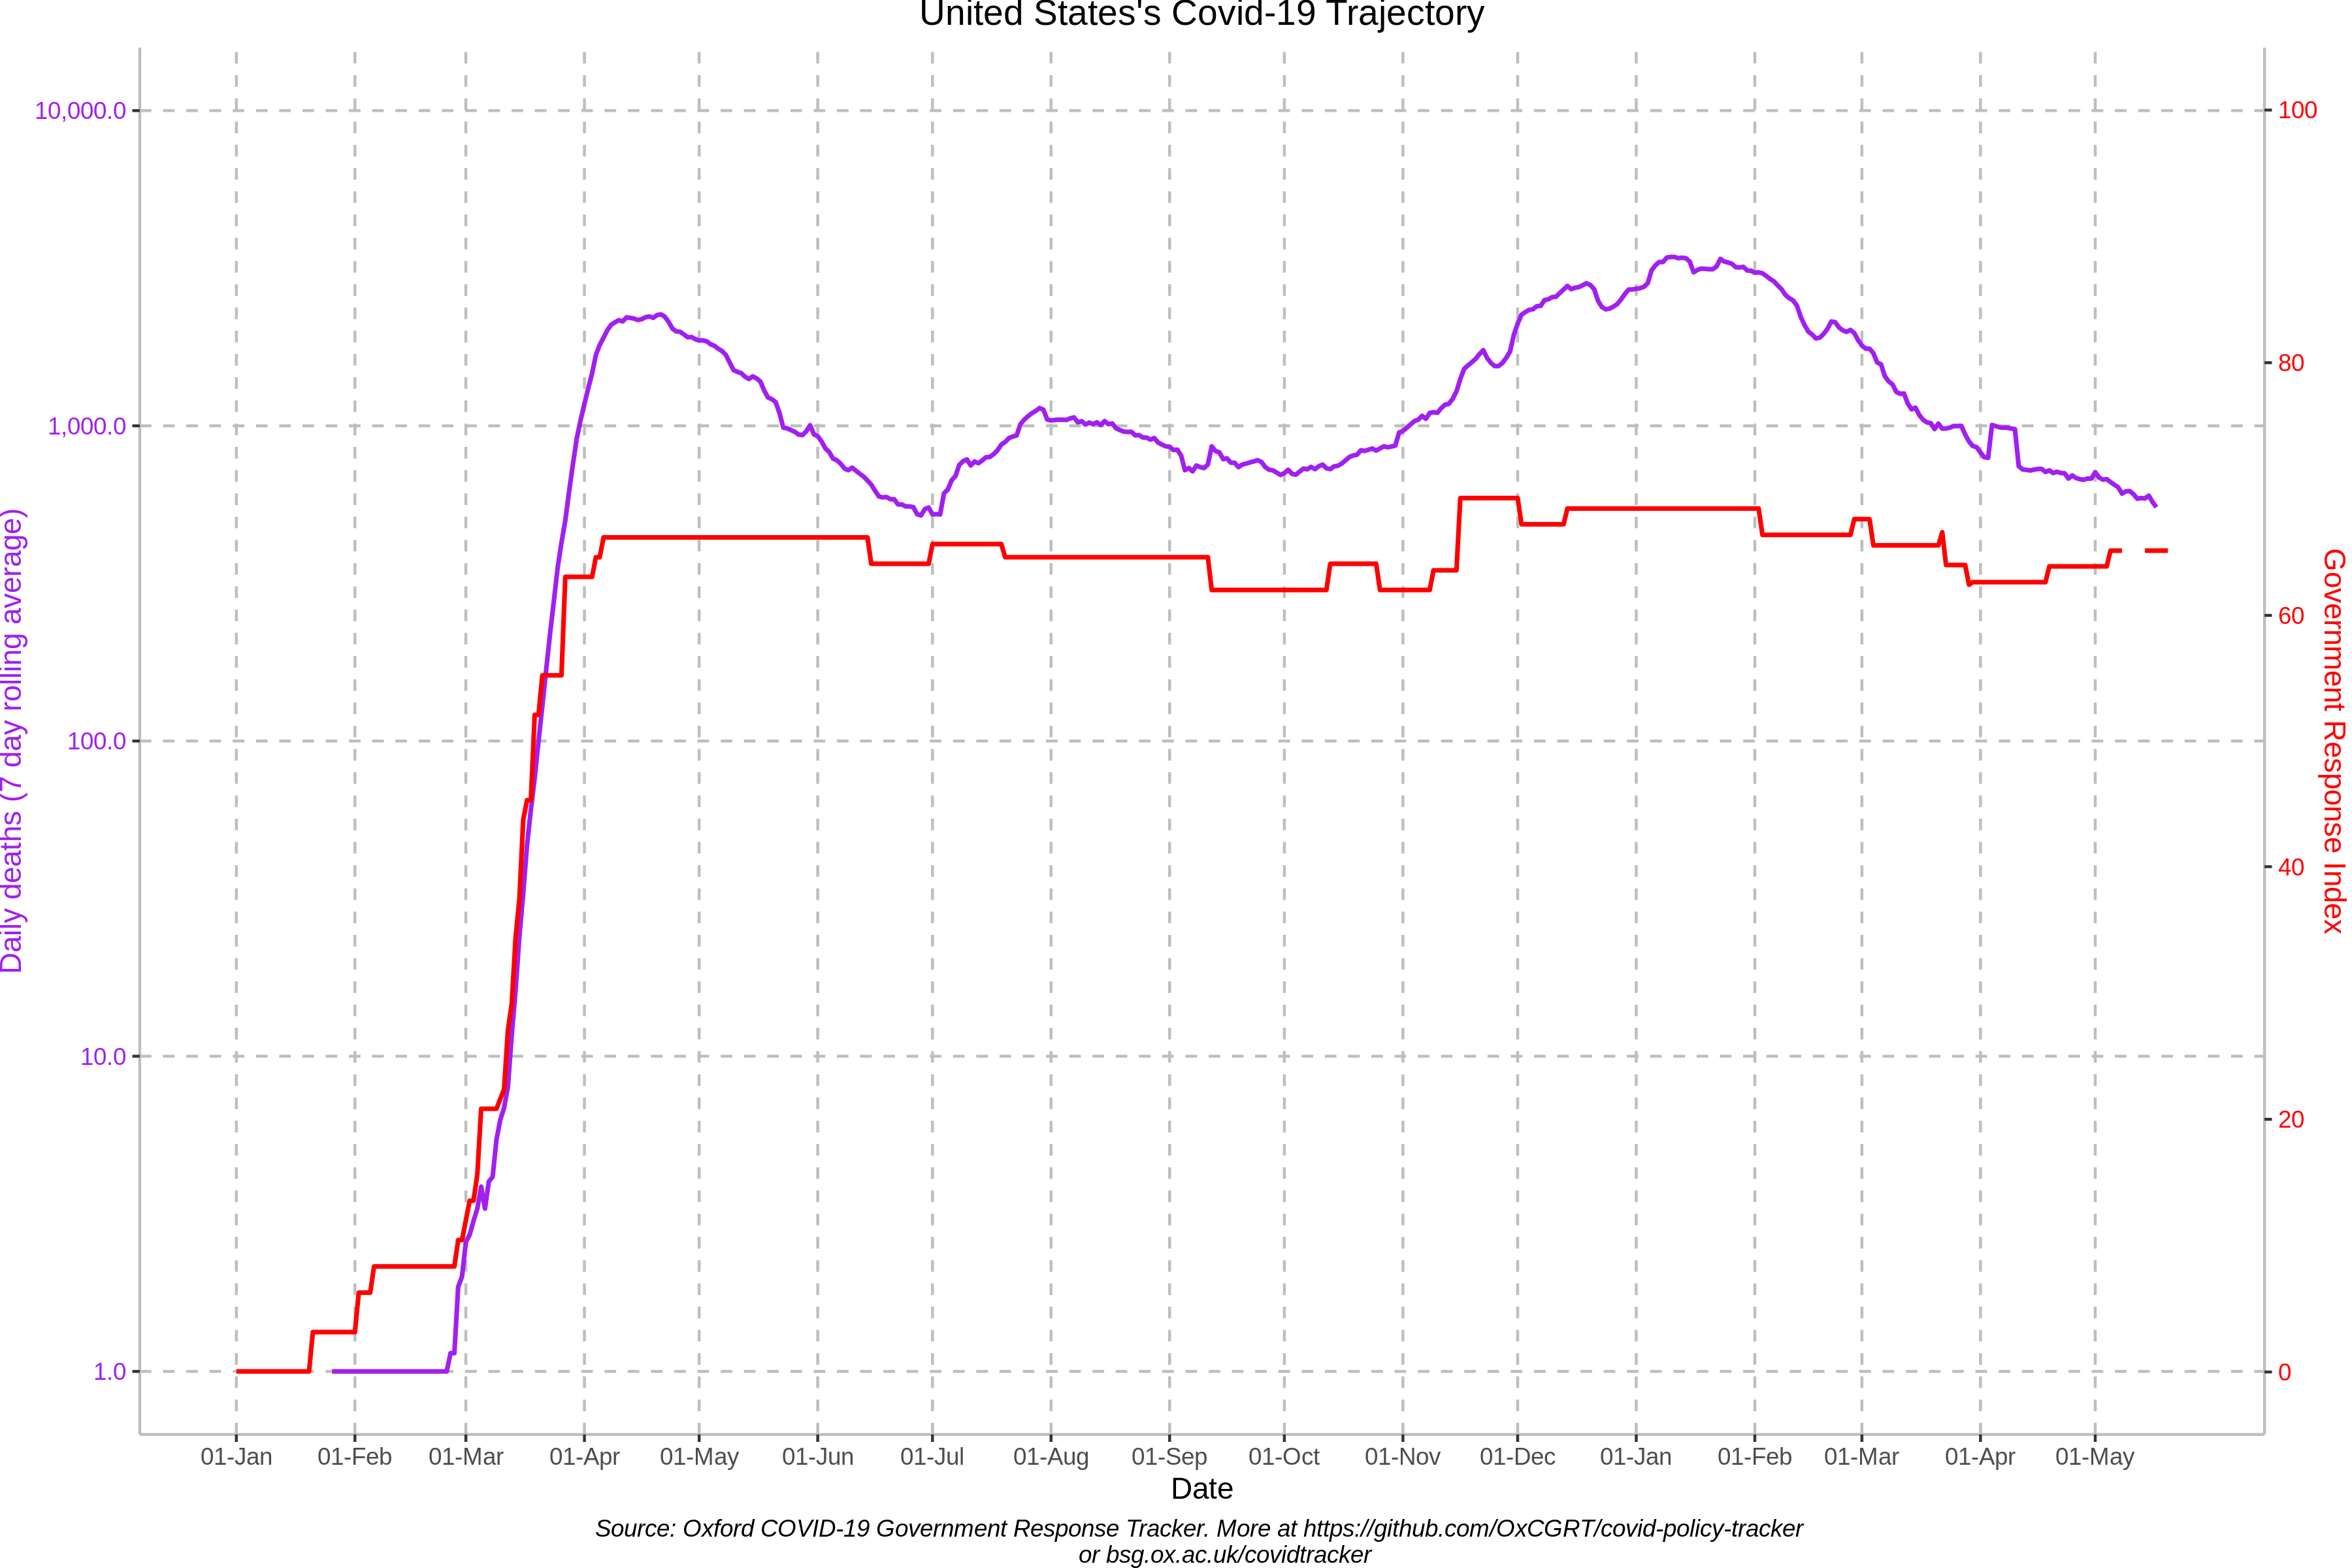 United States's Covid-19 Trajectory
10,000.0
1,000.0
100.0
10.0
1.0
Daily deaths (7 day rolling average)
100
80
60
40
20
0
Government Response Index
01-Jan 01-Feb 01-Mar 01-Apr 01-May 01-Jun 01-Jul 01-Aug 01-Sep 01-Oct 01-Nov 01-Dec 01-Jan 01-Feb 01-Mar 01-Apr 01-May
Date
Source: Oxford COVID-19 Government Response Tracker. More at https://github.com/OxCGRT/covid-policy-tracker
or bsg.ox.ac.uk/covidtracker